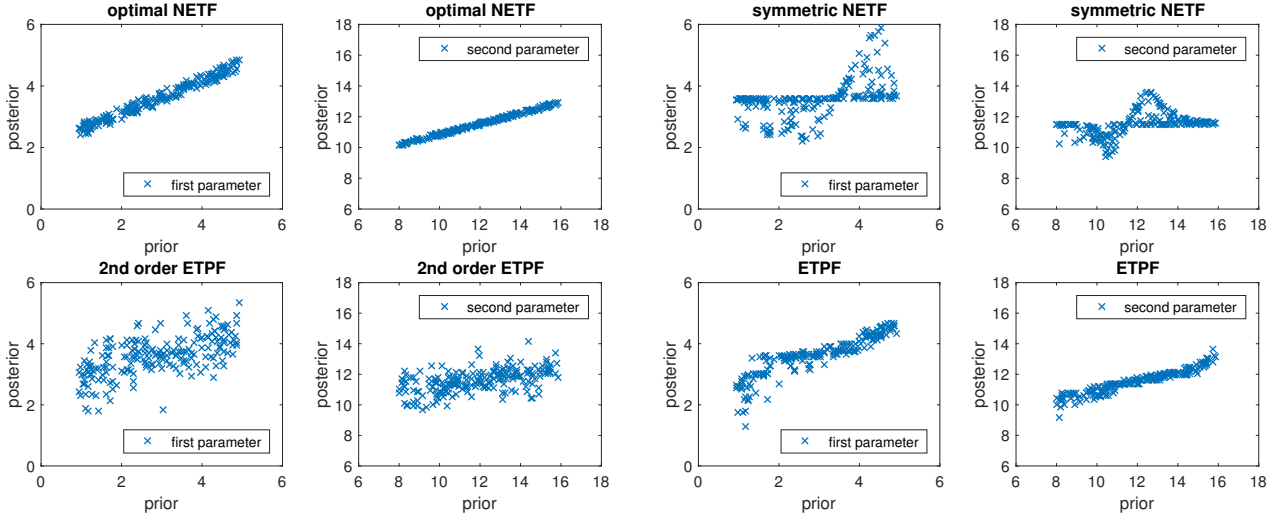 optimal NETF
6
4
2
0
posterior
0 2 4 6
prior
first parameter
optimal NETF
18
16
14
12
10
8
6
posterior
6 8 10 12 14 16 18
prior
second parameter
symmetric NETF
6
4
2
0
posterior
0 2 4 6
prior
first parameter
symmetric NETF
18
16
14
12
10
8
6
posterior
6 8 10 12 14 16 18
prior
second parameter
2nd order ETPF
6
4
2
0
posterior
0 2 4 6
prior
first parameter
2nd order ETPF
18
16
14
12
10
8
6
posterior
6 8 10 12 14 16 18
prior
second parameter
ETPF
6
4
2
0
posterior
0 2 4 6
prior
first parameter
ETPF
18
16
14
12
10
8
6
posterior
6 8 10 12 14 16 18
prior
second parameter